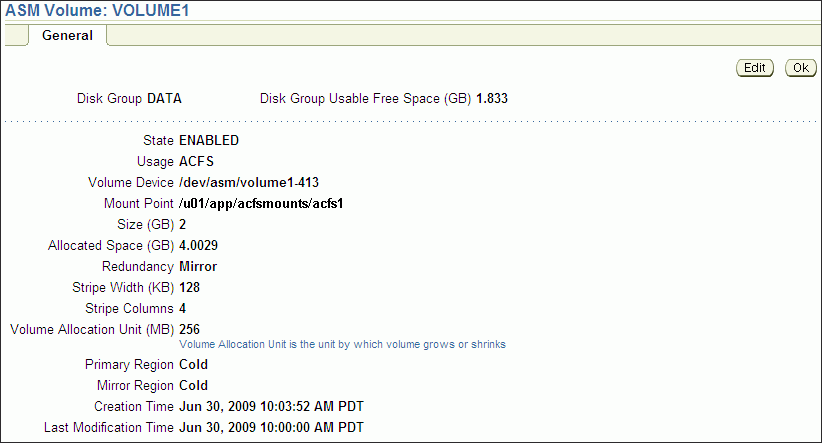 ASM Volume: VOLUME1
General
Edit Ok
Disk Group DATA Disk Group Usable Free Space (GB) 1.833
State ENABLED
Usage ACFS
Volume Device /dev/asm/volume1-413
Mount Point /u01/app/acfsmounts/acfs1
Size (GB) 2
Allocated Space (GB) 4.0029
Redundancy Mirror
Stripe Width (KB) 128
Stripe Columns 4
Volume Allocation Unit (MB) 256
Volume Allocation Unit is the unit by which volume grows or shrinks
Primary Region Cold
Mirror Region Cold
Creation Time Jun 30, 2009 10:03:52 AM PDT
Last Modification Time Jun 30, 2009 10:00:00 AM PDT